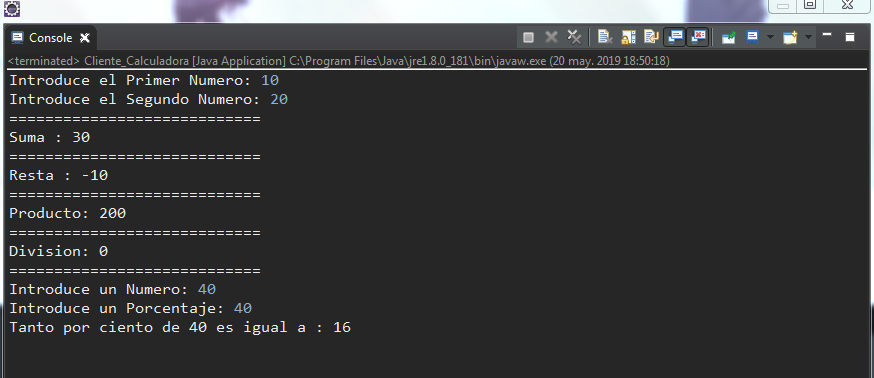 Console
<terminated> Cliente_Calculadora [Java Application] C:\Program Files\Java\jre1.8.0_181\bin\javaw.exe (20 may. 2019 18:50:18)
Introduce el Primer Numero: 10
Introduce el Segundo Numero: 20
============================
Suma : 30
============================
Resta : -10
============================
Producto: 200
============================
Division: 0
============================
Introduce un Numero: 40
Introduce un Porcentaje: 40
Tanto por ciento de 40 es igual a : 16